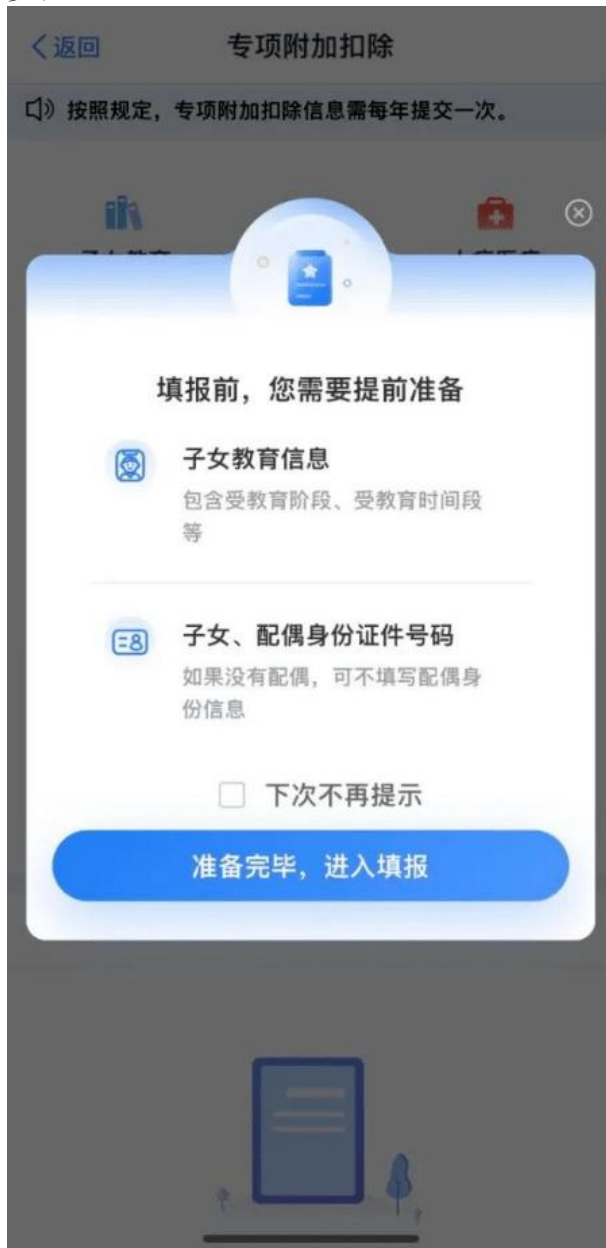 返回
专项附加扣除
按照规定，专项附加扣除信息需每年提交一次。
填报前，您需要提前准备
子女教育信息
包含受教育阶段、受教育时间段
等
子女、配偶身份证件号码
如果没有配偶，可不填写配偶身
份信息
下次不再提示
准备完毕，进入填报